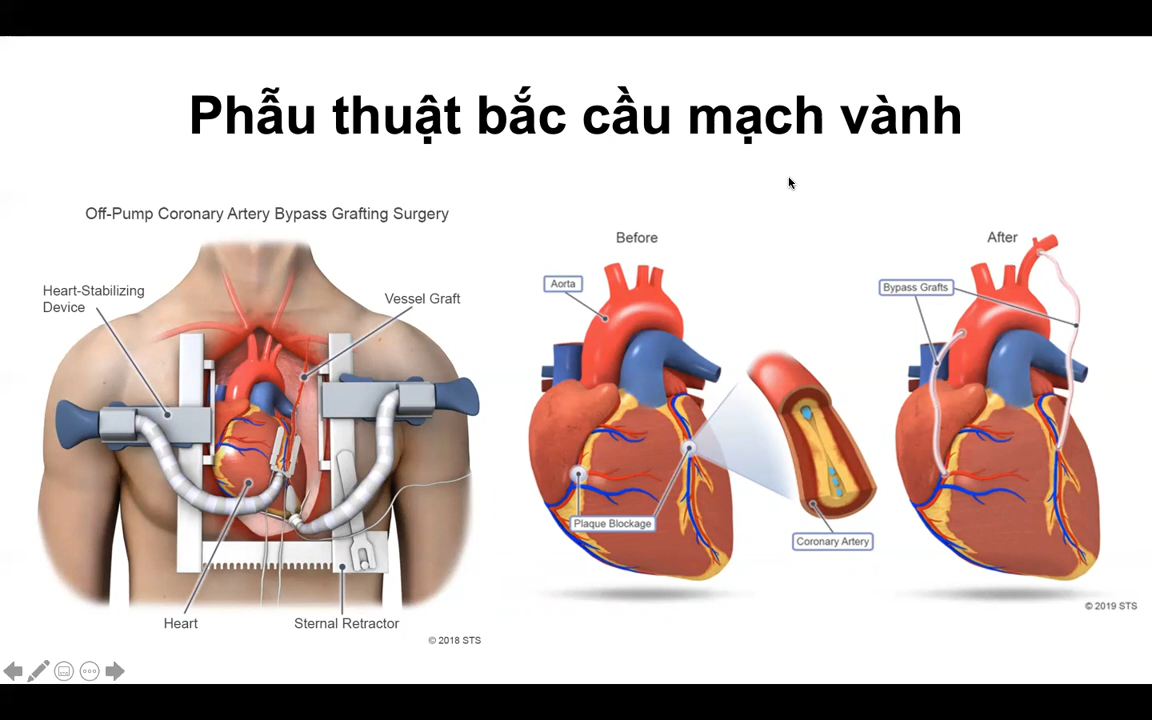 Phẫu thuật bắc cầu mạch vành
Off-Pump Coronary Artery Bypass Grafting Surgery
Heart-Stabilizing
Device
Vessel Graft
Heart
Sternal Retractor
© 2018 STS
Before
Aorta
Plaque Blockage
Coronary Artery
After
Bypass Grafts
© 2019 STS